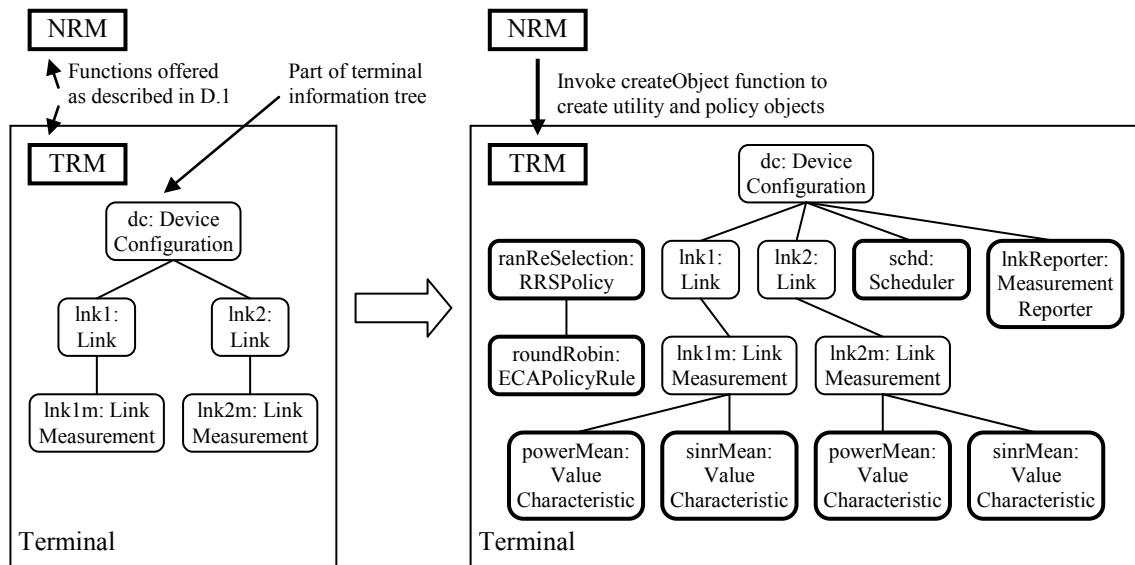 NRM
Functions offered
as described in D.1
Part of terminal
information tree
TRM
dc: Device
Configuration
lnk1:
Link
lnk2:
Link
lnk1m: Link
Measurement
lnk2m: Link
Measurement
Terminal
NRM
Invoke createObject function to
create utility and policy objects
TRM
dc: Device
Configuration
ranReSelection:
RRSPolicy
lnk1:
Link
lnk2:
Link
schd:
Scheduler
lnkReporter:
Measurement
Reporter
roundRobin:
ECAPolicyRule
lnk1m: Link
Measurement
lnk2m: Link
Measurement
powerMean:
Value
Characteristic
sinrMean:
Value
Characteristic
powerMean:
Value
Characteristic
sinrMean:
Value
Characteristic
Terminal